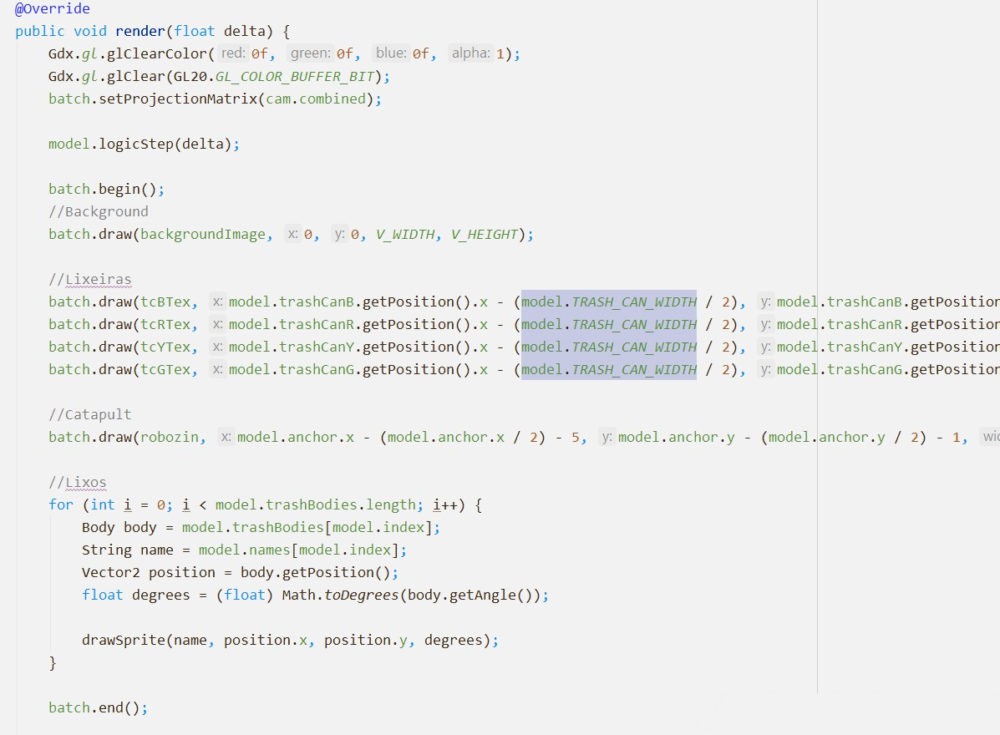 @Override
public void render(float delta) {
Gdx.gl.glClearColor( red: 0f, green: 0f, blue: 0f, alpha: 1);
Gdx.gl.glClear(GL20.GL_COLOR_BUFFER_BIT);
batch.setProjectionMatrix(cam.combined);
model.logicStep(delta);
batch.begin();
//Background
batch.draw(backgroundImage, x: 0, y: 0, V_WIDTH, V_HEIGHT);
//Lixeiras
batch.draw(tcBTex, x: model.trashCanB.getPosition().x - (model.TRASH_CAN_WIDTH / 2), y: model.trashCanB.getPosition
batch.draw(tcRTex, x: model.trashCanR.getPosition().x - (model.TRASH_CAN_WIDTH / 2), y: model.trashCanR.getPosition
batch.draw(tcYTex, x: model.trashCanY.getPosition().x - (model.TRASH_CAN_WIDTH / 2), y: model.trashCanY.getPosition
batch.draw(tcGTex, x: model.trashCanG.getPosition().x - (model.TRASH_CAN_WIDTH / 2), y: model.trashCanG.getPosition
//Catapult
batch.draw(robozin, x: model.anchor.x - (model.anchor.x / 2) - 5, y: model.anchor.y - (model.anchor.y / 2) - 1,
//Lixos
for (int i = 0; i < model.trashBodies.length; i++) {
Body body = model.trashBodies[model.index];
String name = model.names[model.index];
Vector2 position = body.getPosition();
float degrees = (float) Math.toDegrees(body.getAngle());
drawSprite(name, position.x, position.y, degrees);
}
batch.end();